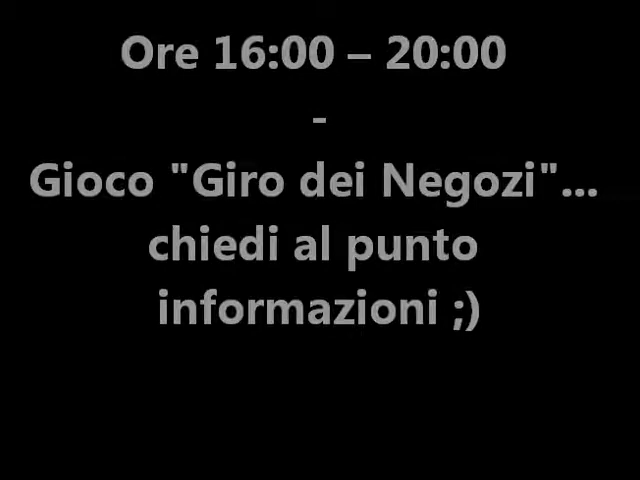 Ore 16:00 – 20:00
-
Gioco "Giro dei Negozi"...
chiedi al punto
informazioni ;)